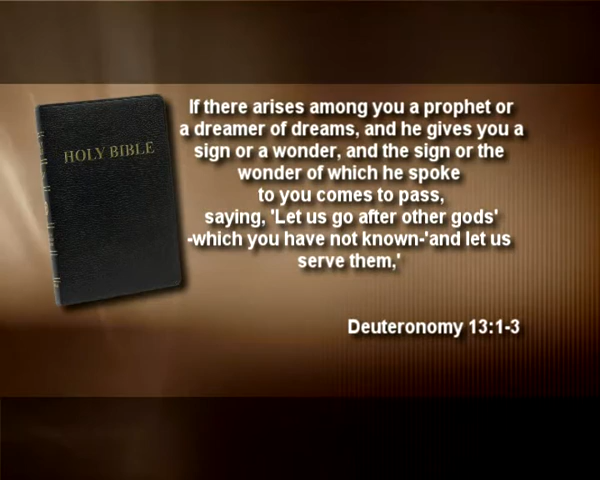 HOLY BIBLE
If there arises among you a prophet or
a dreamer of dreams, and he gives you a
sign or a wonder, and the sign or the
wonder of which he spoke
to you comes to pass,
saying, 'Let us go after other gods'
-which you have not known-'and let us
serve them,'
Deuteronomy 13:1-3